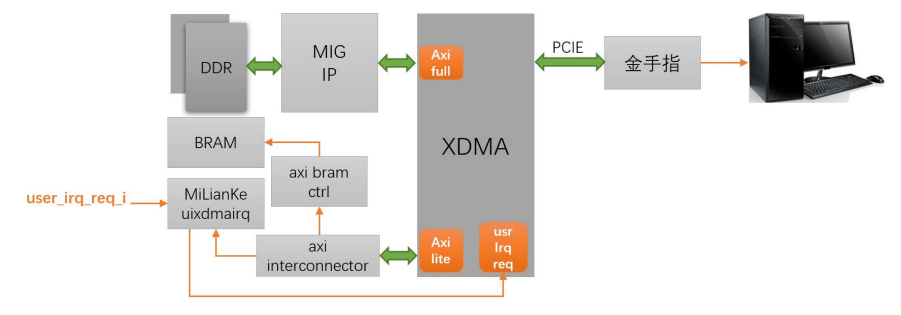 DDR
MIG
IP
Axi
full
PCIE
金手指
XDMA
BRAM
axi bram
ctrl
user_irq_req_i
MiLianKe
uixdmairq
axi
interconnector
Axi
lite
usr
Irq
req